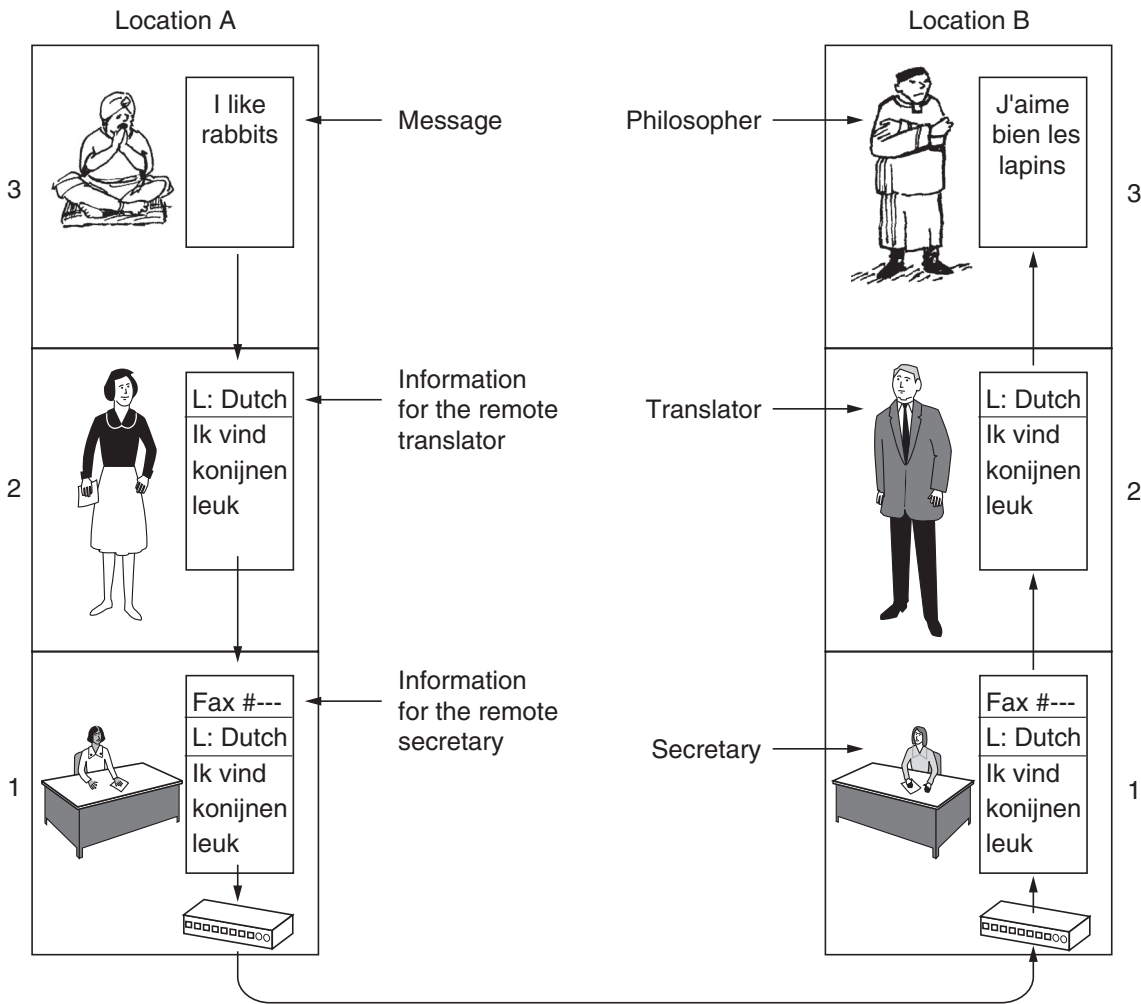 Location A
Location B
3
I like
rabbits
Message
Philosopher
J'aime
bien les
lapins
3
2
L: Dutch
Ik vind
konijnen
leuk
Information
for the remote
translator
Translator
L: Dutch
Ik vind
konijnen
leuk
2
1
Fax #---
L: Dutch
Ik vind
konijnen
leuk
Information
for the remote
secretary
Secretary
Fax #---
L: Dutch
Ik vind
konijnen
leuk
1